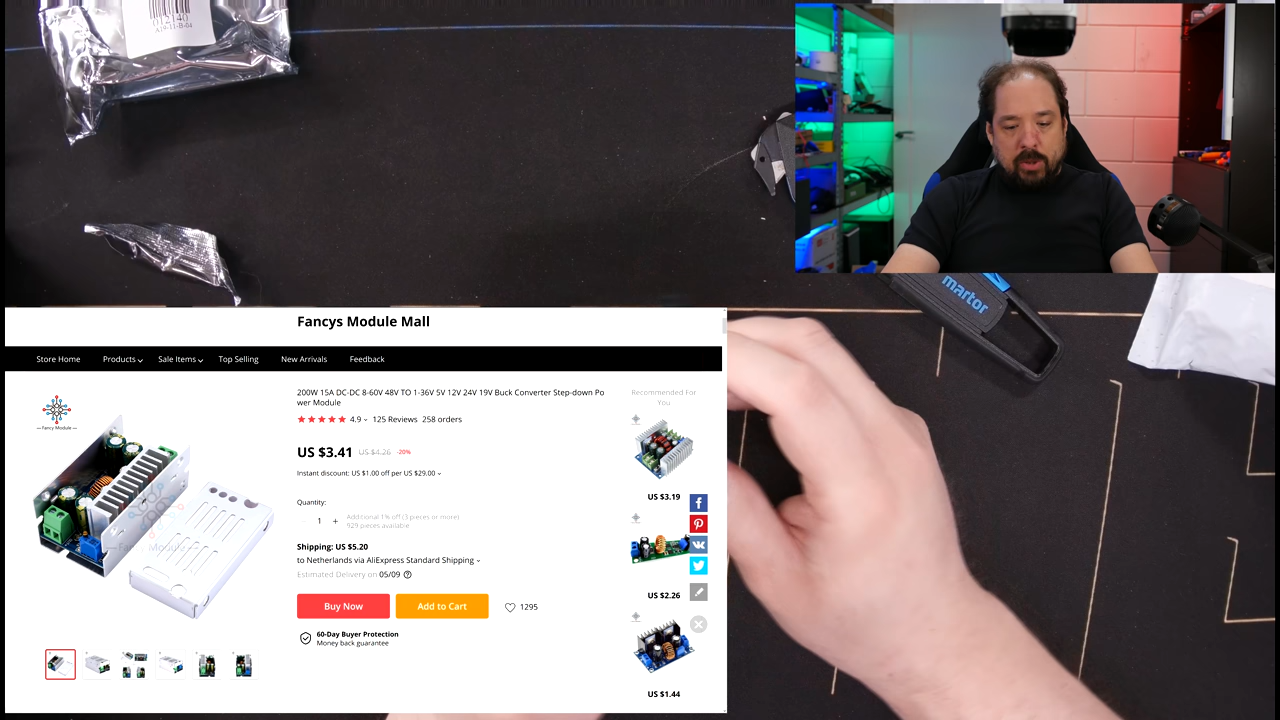 A19-11-B-04
martor
Fancys Module Mall
Store Home Products Sale Items Top Selling New Arrivals Feedback
200W 15A DC-DC 8-60V 48V TO 1-36V 5V 12V 24V 19V Buck Converter Step-down Po
wer Module
4.9 125 Reviews 258 orders
US $3.41 US $4.26 -20%
Instant discount: US $1.00 off per US $29.00
Quantity:
- 1 + Additional 1% off (3 pieces or more)
929 pieces available
Shipping: US $5.20
to Netherlands via AliExpress Standard Shipping
Estimated Delivery on 05/09 ?
Buy Now Add to Cart 1295
60-Day Buyer Protection
Money back guarantee
Fancy Module
Fancy Module
Recommended For
You
US $3.19
US $2.26
US $1.44